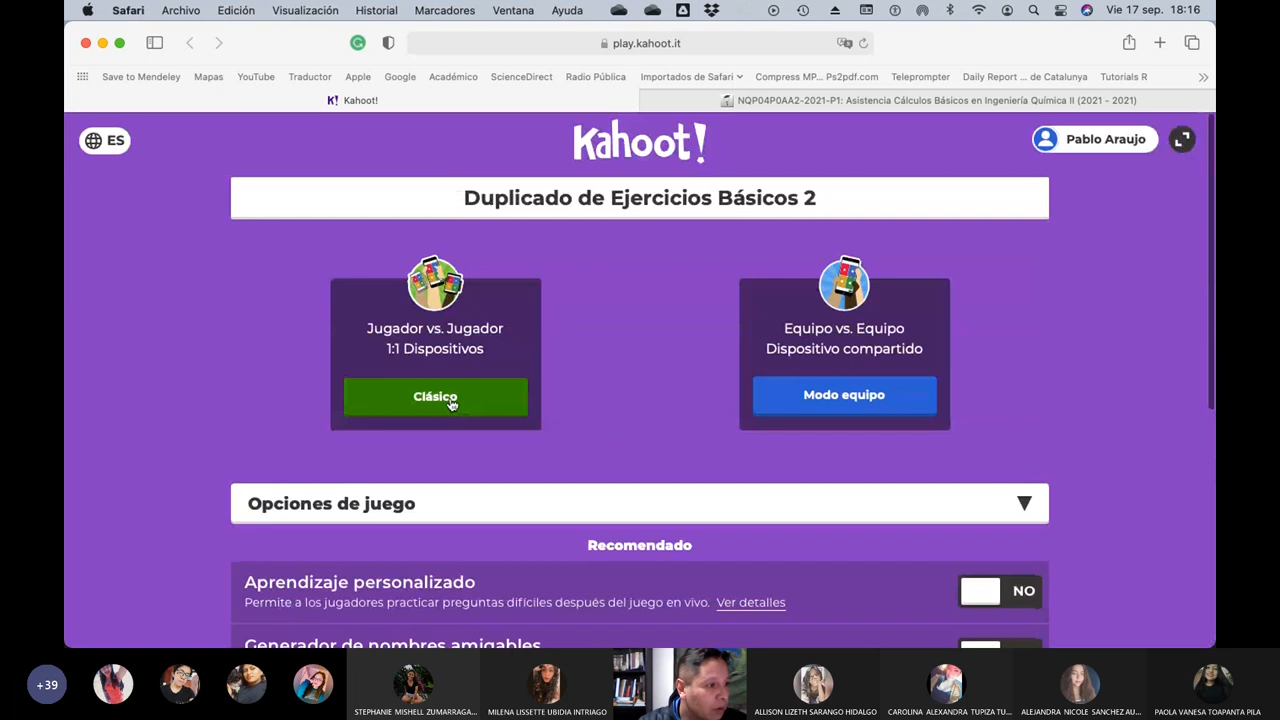 Safari Archivo Edición Visualización Historial Marcadores Ventana Ayuda Vie 17 sep. 18:16
play.kahoot.it
Save to Mendeley Mapas YouTube Traductor Apple Google Académico ScienceDirect Radio Pública Importados de Safari Compress MP... Ps2pdf.com Teleprompter Daily Report ... de Catalunya Tutorials R
K! Kahoot! NQP04P0AA2-2021-P1: Asistencia Cálculos Básicos en Ingeniería Química II (2021 - 2021)
ES Kahoot! Pablo Araujo
Duplicado de Ejercicios Básicos 2
Jugador vs. Jugador
1:1 Dispositivos
Clásico
Equipo vs. Equipo
Dispositivo compartido
Modo equipo
Opciones de juego
Recomendado
Aprendizaje personalizado
Permite a los jugadores practicar preguntas difíciles después del juego en vivo. Ver detalles
NO
Generador de nombres amigables
+39
STEPHANIE MISHELL ZUMARRAGA... MILENA LISSETTE UBIDIA INTRIAGO ALLISON LIZETH SARANGO HIDALGO CAROLINA ALEXANDRA TUPIZA TU... ALEJANDRA NICOLE SANCHEZ AU... PAOLA VANESA TOAPANTA PILA